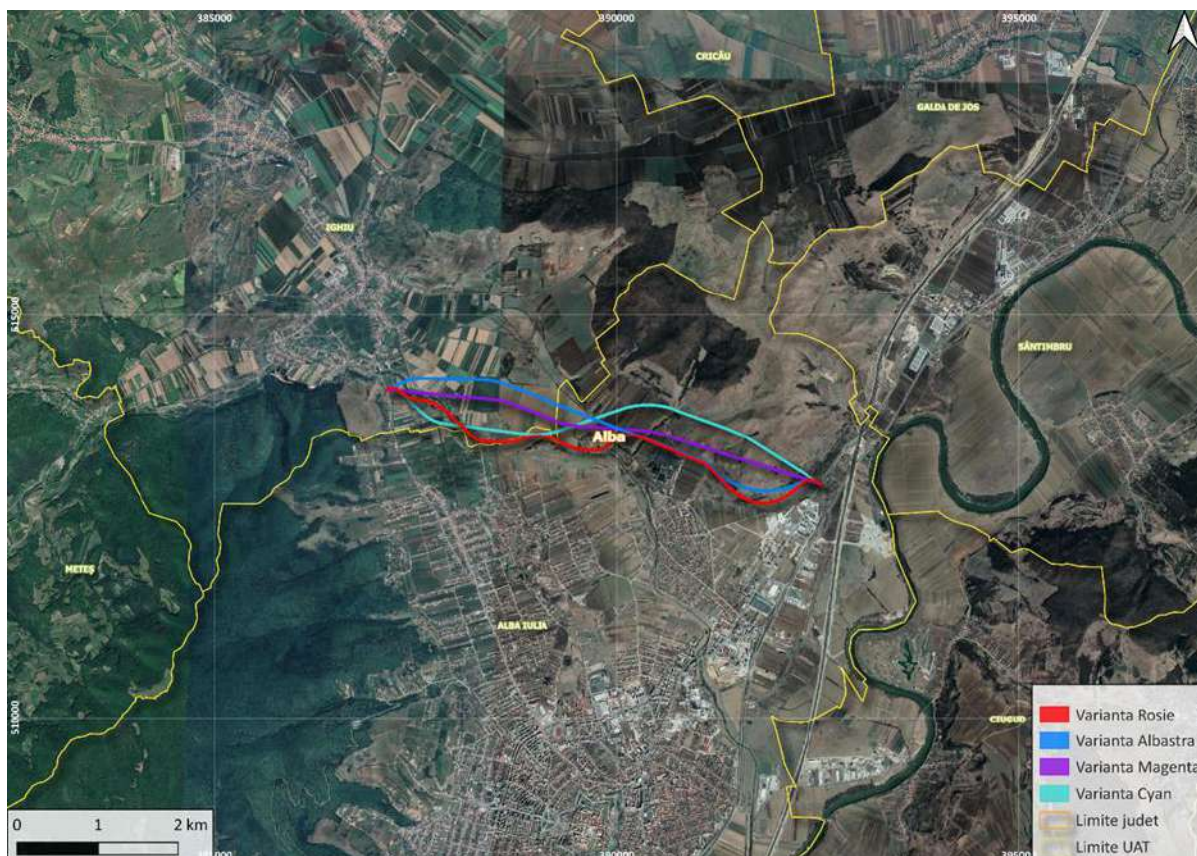 385000
390000
395000
CRICĂU
GALDA DE JOS
IGHIU
515000
SÂNTIMBRU
Alba
METEȘ
ALBA IULIA
510000
CIUGUD
Varianta Rosie
Varianta Albastra
Varianta Magenta
Varianta Cyan
Limite judet
Limite UAT
0 1 2 km
390000